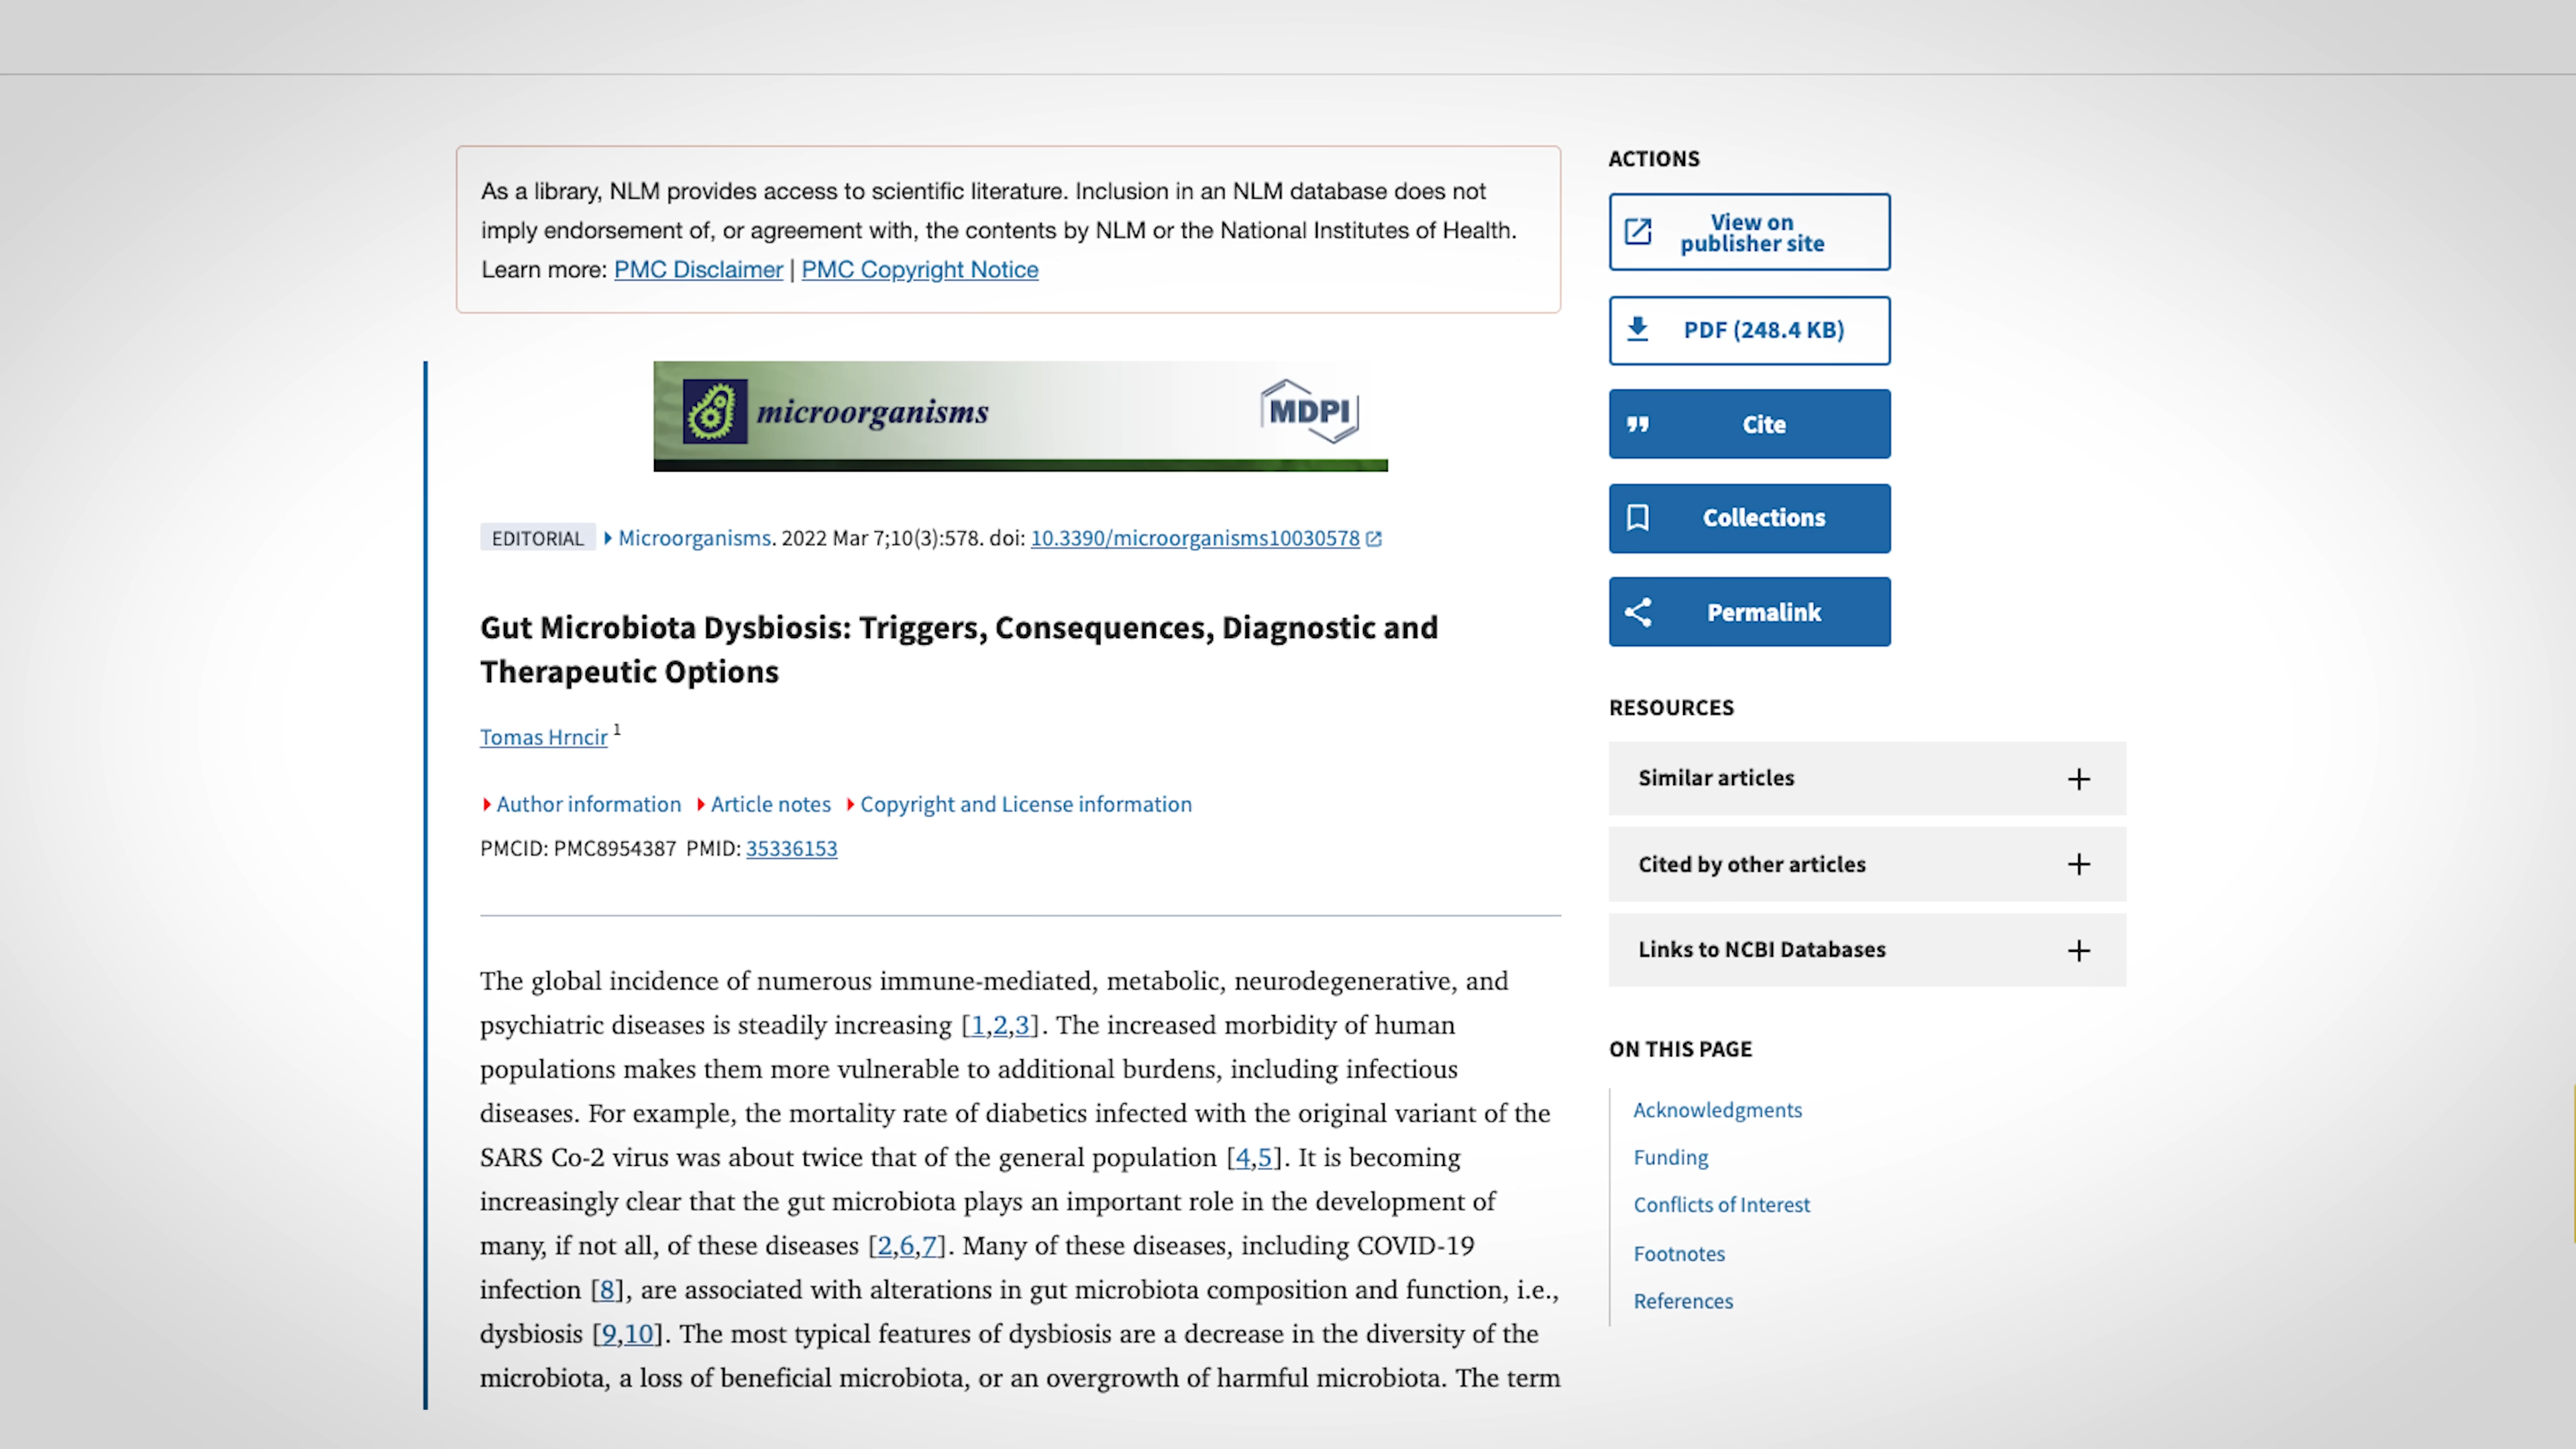 As a library, NLM provides access to scientific literature. Inclusion in an NLM database does not
imply endorsement of, or agreement with, the contents by NLM or the National Institutes of Health.
Learn more: PMC Disclaimer | PMC Copyright Notice
microorganisms
MDPI
EDITORIAL Microorganisms. 2022 Mar 7;10(3):578. doi: 10.3390/microorganisms10030578
Gut Microbiota Dysbiosis: Triggers, Consequences, Diagnostic and
Therapeutic Options
Tomas Hrncir 1
Author information Article notes Copyright and License information
PMCID: PMC8954387 PMID: 35336153
The global incidence of numerous immune-mediated, metabolic, neurodegenerative, and
psychiatric diseases is steadily increasing [1,2,3]. The increased morbidity of human
populations makes them more vulnerable to additional burdens, including infectious
diseases. For example, the mortality rate of diabetics infected with the original variant of the
SARS Co-2 virus was about twice that of the general population [4,5]. It is becoming
increasingly clear that the gut microbiota plays an important role in the development of
many, if not all, of these diseases [2,6,7]. Many of these diseases, including COVID-19
infection [8], are associated with alterations in gut microbiota composition and function, i.e.,
dysbiosis [9,10]. The most typical features of dysbiosis are a decrease in the diversity of the
microbiota, a loss of beneficial microbiota, or an overgrowth of harmful microbiota. The term
ACTIONS
View on
publisher site
PDF (248.4 KB)
Cite
Collections
Permalink
RESOURCES
Similar articles
Cited by other articles
Links to NCBI Databases
ON THIS PAGE
Acknowledgments
Funding
Conflicts of Interest
Footnotes
References